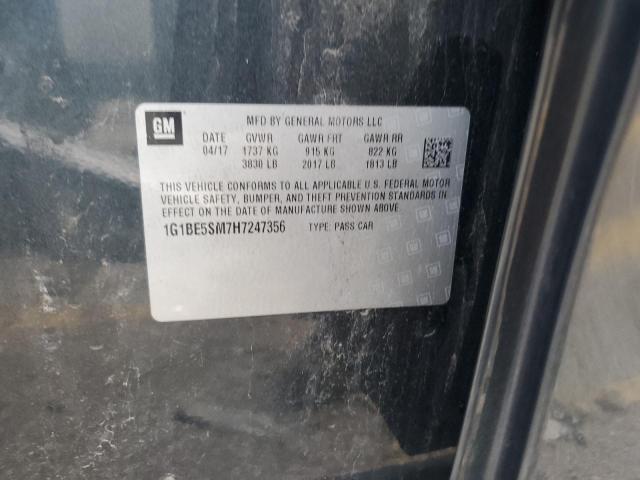 GM
MFD BY GENERAL MOTORS LLC
DATE GVWR GAWR FRT GAWR RR
04/17 1737 KG 915 KG 822 KG
3830 LB 2017 LB 1813 LB
THIS VEHICLE CONFORMS TO ALL APPLICABLE U.S. FEDERAL MOTOR
VEHICLE SAFETY, BUMPER, AND THEFT PREVENTION STANDARDS IN
EFFECT ON THE DATE OF MANUFACTURE SHOWN ABOVE.
1G1BE5SM7H7247356 TYPE: PASS CAR